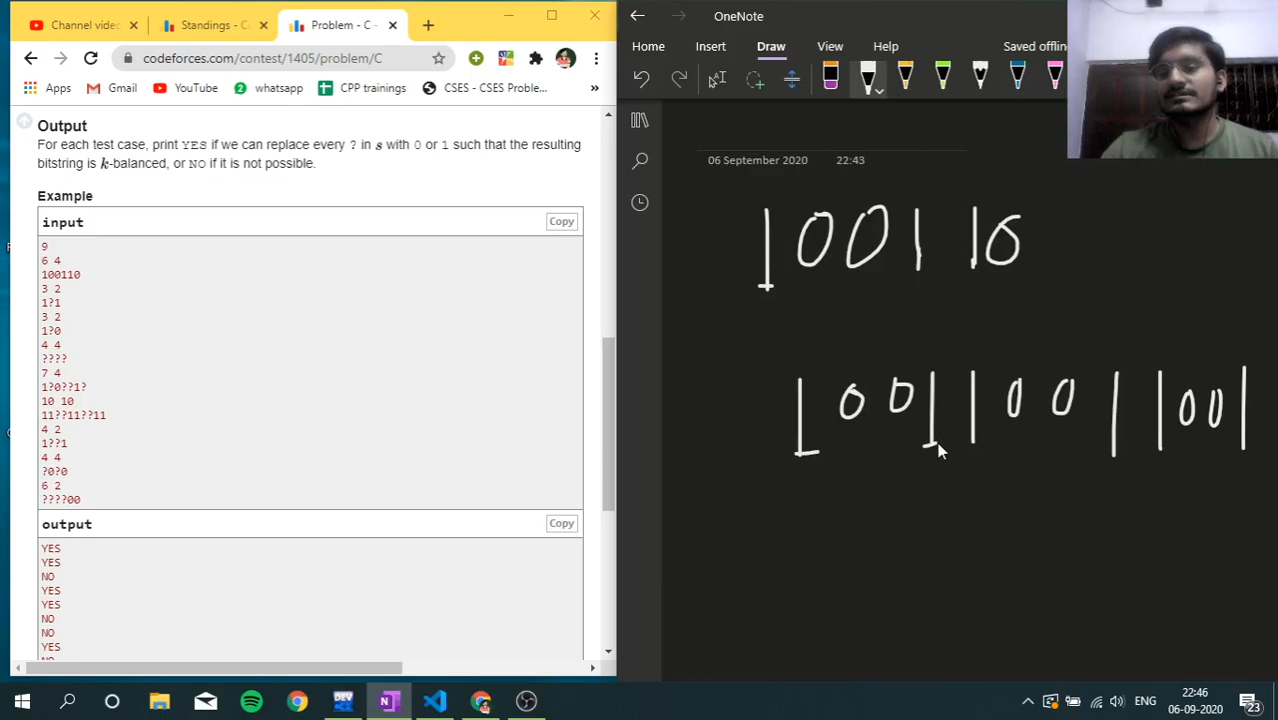 Channel video
Standings - C
Problem - C -
codeforces.com/contest/1405/problem/C
Apps
Gmail
YouTube
2
whatsapp
CPP trainings
CSES - CSES Proble...
»
Output
For each test case, print YES if we can replace every ? in s with 0 or 1 such that the resulting
bitstring is k-balanced, or NO if it is not possible.
Example
input
Copy
9
6 4
100110
3 2
1?1
3 2
1?0
4 4
????
7 4
1?0??1?
10 10
11??11??11
4 2
1??1
4 4
?0?0
6 2
????00
output
Copy
YES
YES
NO
YES
YES
NO
NO
YES
OneNote
Home Insert Draw View Help Saved offlin
06 September 2020 22:43
100110
100110011001
DEV
N
ENG
22:46
06-09-2020
23